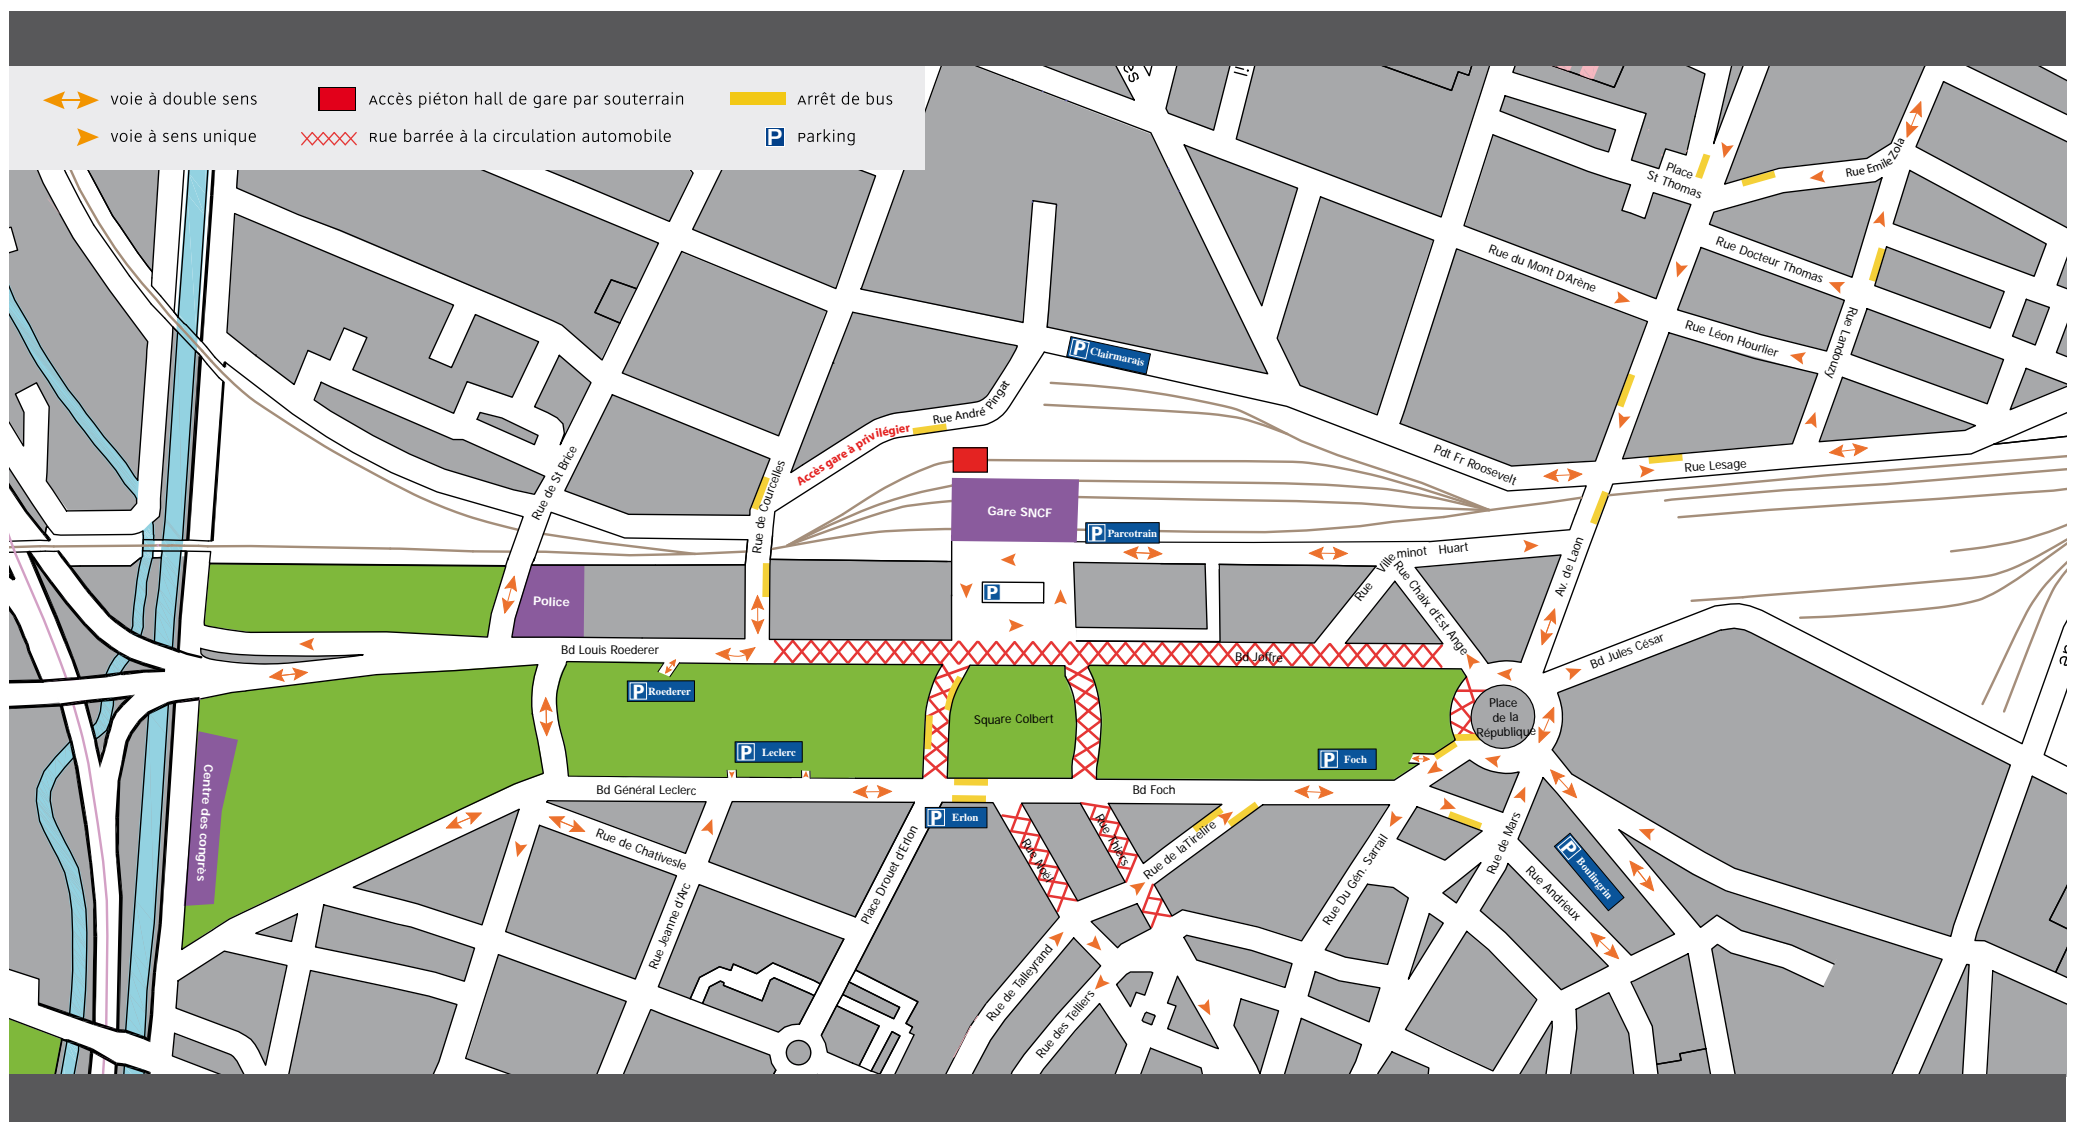 voie à double sens
voie à sens unique
Accès piéton hall de gare par souterrain
Rue barrée à la circulation automobile
Arrêt de bus
P Parking
Place
St Thomas
Rue Emile Zola
Rue du Mont D'Arène
Rue Docteur Thomas
Rue Léon Hourlier
Rue Landouzy
P Clairmarais
Rue André Pingat
Accès gare à privilégier
Rue de St Brice
Rue de Courcelles
Pdt Fr Roosevelt
Rue Lesage
Gare SNCF
P Parcotrain
Rue Villeminot Huart
Rue Chaix d'Est Ange
Av. de Laon
P
Police
Bd Louis Roederer
Bd Joffre
Bd Jules César
P Roederer
Square Colbert
Place
de la
République
P Leclerc
P Foch
Centre des congrès
Bd Général Leclerc
Bd Foch
P Erlon
Rue de Chativesle
Rue Jeanne d'Arc
Place Drouet d'Erlon
Rue Noël
Rue Thiers
Rue de la Tirelire
Rue Du Gén. Sarrail
Rue de Mars
Rue Andrieux
P Boulingrin
Rue de Talleyrand
Rue des Telliers